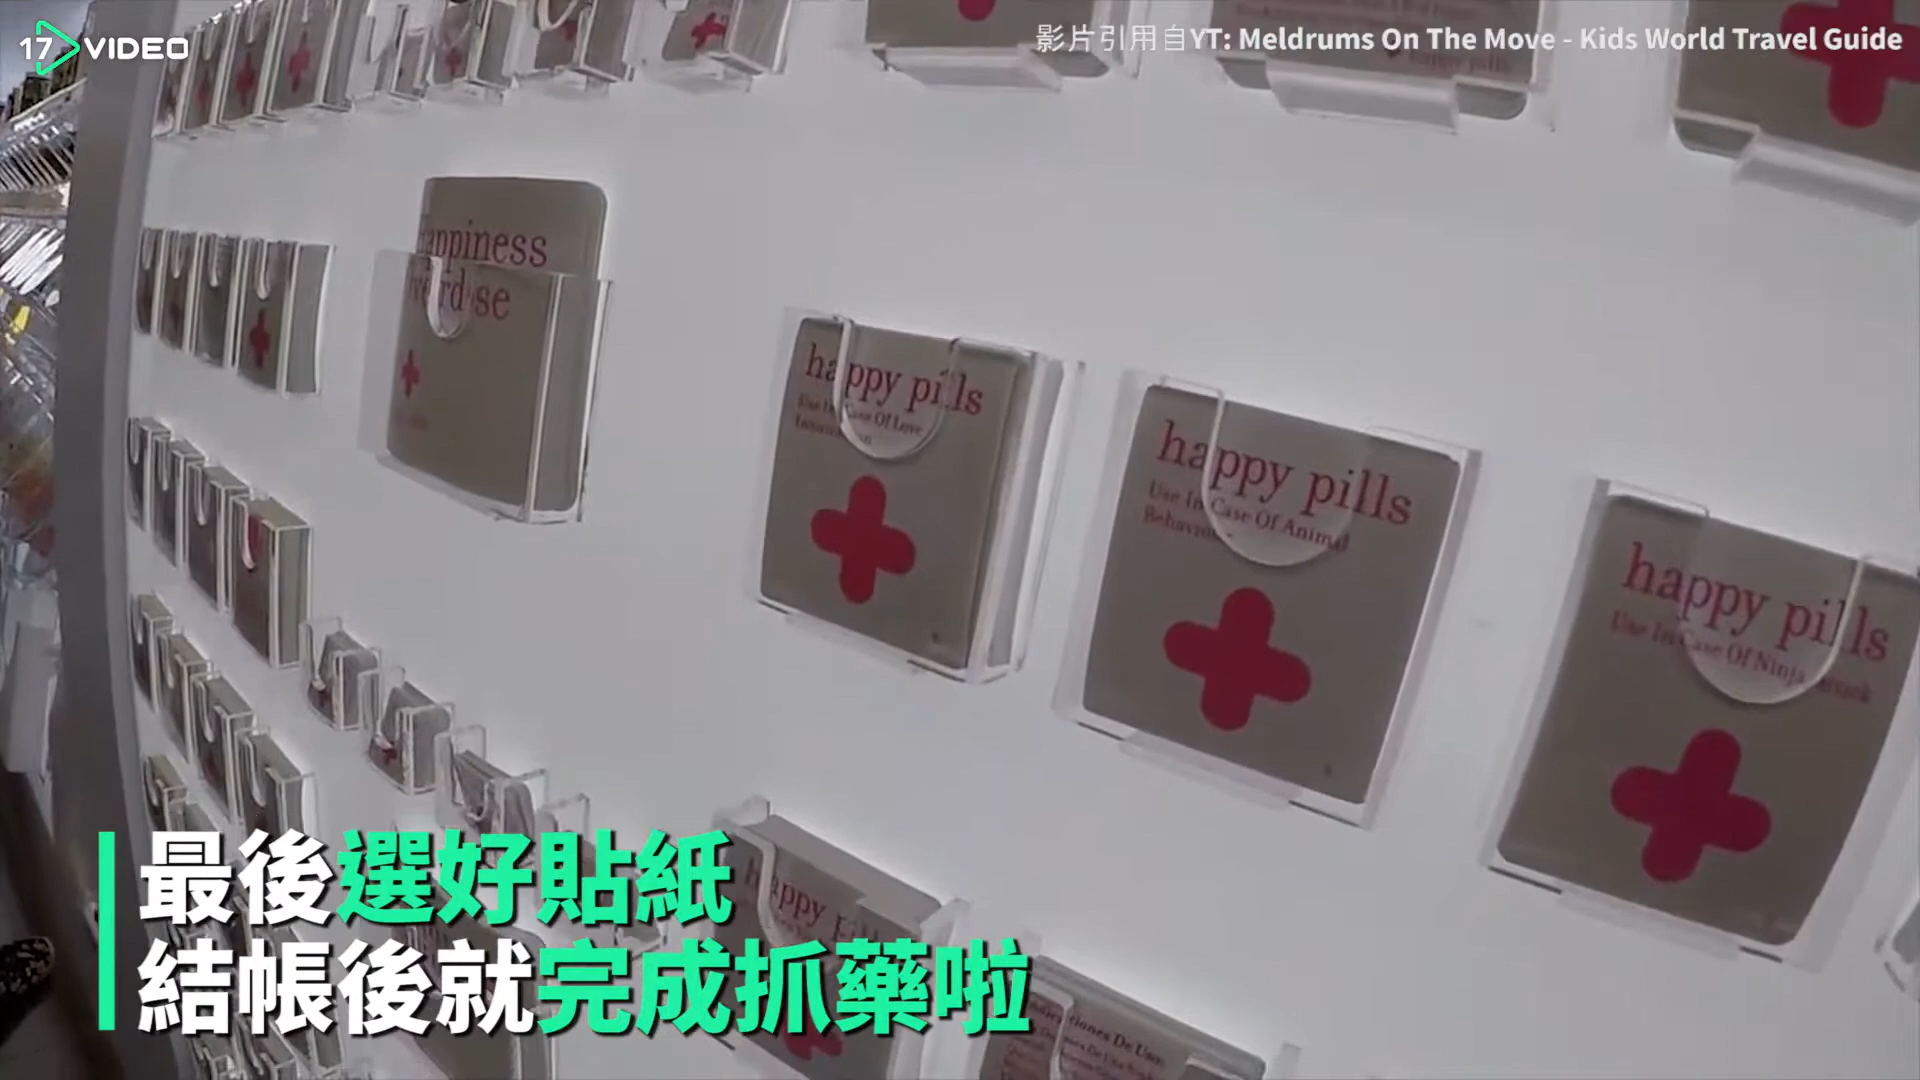 17 VIDEO
影片引用自YT: Meldrums On The Move - Kids World Travel Guide
happiness
happy pills
Use In Case Of Love
happy pills
Use In Case Of Animal
happy pills
Use In Case Of Ninja Attack
happy
最後選好貼紙
結帳後就完成抓藥啦